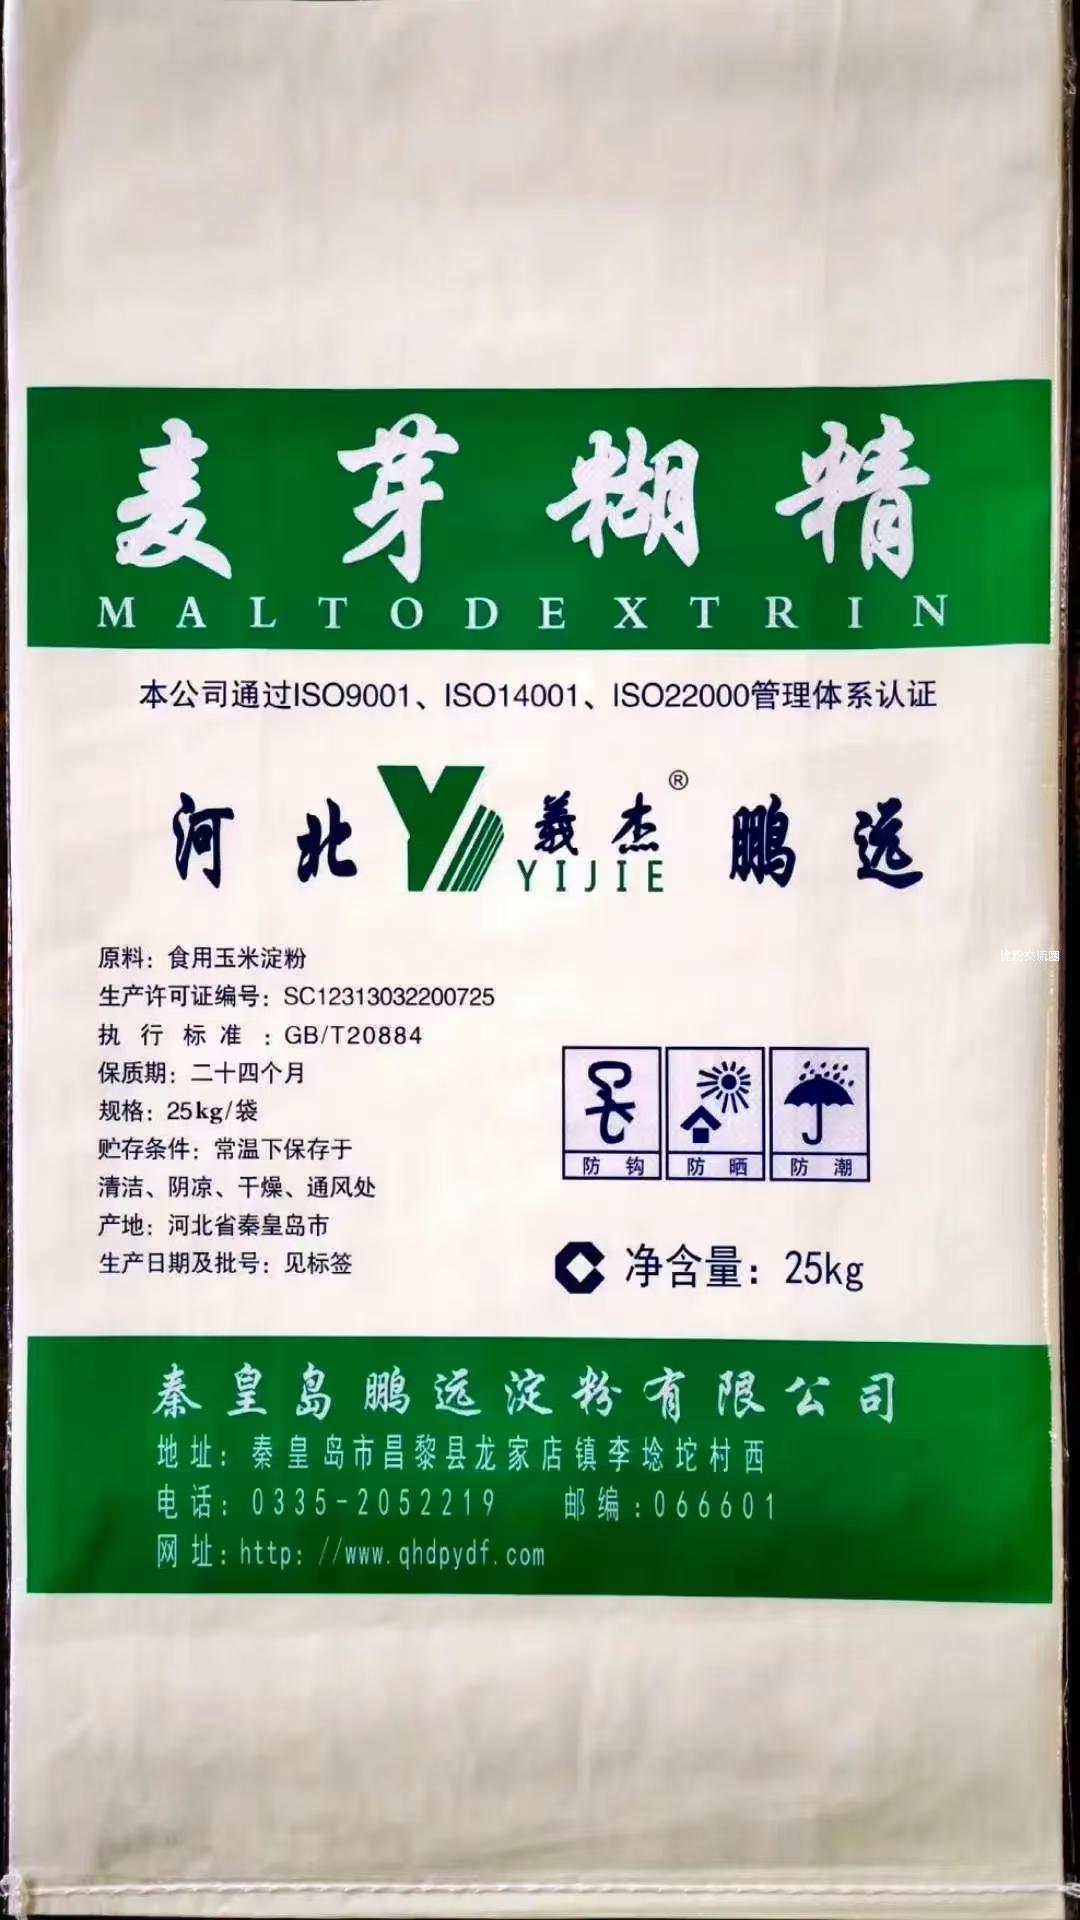 麦芽糊精
MALTODEXTRIN
本公司通过ISO9001、ISO14001、ISO22000管理体系认证
河北 義杰® 鹏远
YIJIE
原料：食用玉米淀粉
生产许可证编号：SC12313032200725
执行标准：GB/T20884
保质期：二十四个月
规格：25kg/袋
贮存条件：常温下保存于
清洁、阴凉、干燥、通风处
产地：河北省秦皇岛市
生产日期及批号：见标签
防钩 防晒 防潮
净含量：25kg
秦皇岛鹏远淀粉有限公司
地址：秦皇岛市昌黎县龙家店镇李埝坨村西
电话：0335-2052219 邮编:066601
网址:http://www.qhdpydf.com
淀粉交流圈